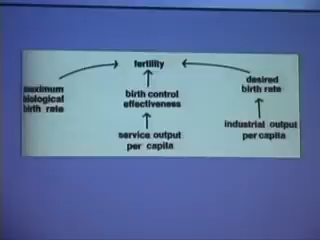 fertility
maximum
biological
birth rate
birth control
effectiveness
desired
birth rate
service output
per capita
industrial output
per capita